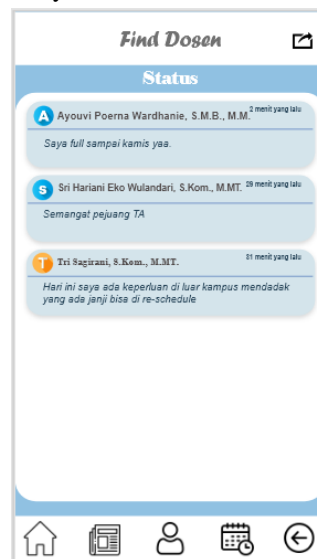 Find Dosen
Status
A Ayouvi Poerna Wardhanie, S.M.B., M.M. 2 menit yang lalu
Saya full sampai kamis yaa.
S Sri Hariani Eko Wulandari, S.Kom., M.MT. 29 menit yang lalu
Semangat pejuang TA
T Tri Sagirani, S.Kom., M.MT. 31 menit yang lalu
Hari ini saya ada keperluan di luar kampus mendadak
yang ada janji bisa di re-schedule